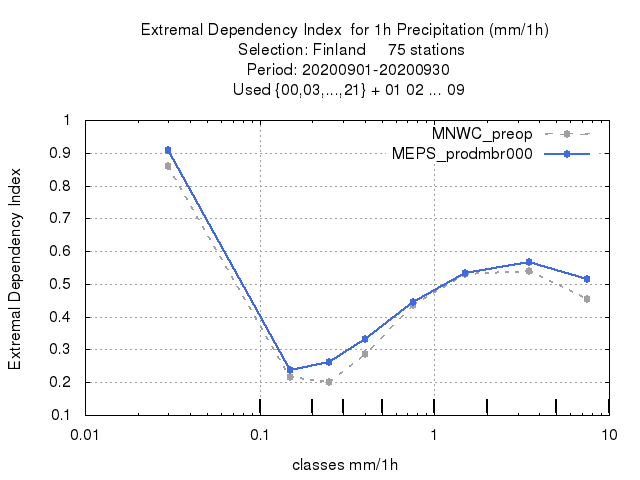 Extremal Dependency Index  for 1h Precipitation (mm/1h)
Selection: Finland     75 stations
Period: 20200901-20200930
Used {00,03,...,21} + 01 02 ... 09
MNWC_preop
MEPS_prodmbr000
Extremal Dependency Index
1
0.9
0.8
0.7
0.6
0.5
0.4
0.3
0.2
0.1
0.01
0.1
1
10
classes mm/1h